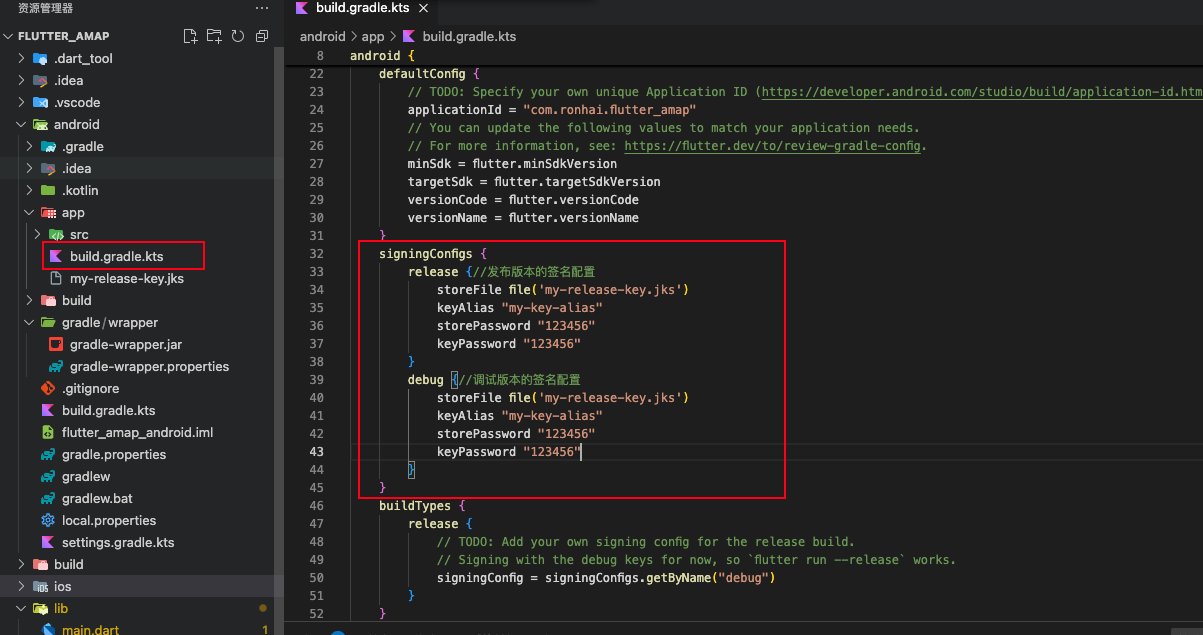 资源管理器
FLUTTER_AMAP
.dart_tool
.idea
.vscode
android
.gradle
.idea
.kotlin
app
src
build.gradle.kts
my-release-key.jks
build
gradle/wrapper
gradle-wrapper.jar
gradle-wrapper.properties
.gitignore
build.gradle.kts
flutter_amap_android.iml
gradle.properties
gradlew
gradlew.bat
local.properties
settings.gradle.kts
build
ios
lib
main.dart 1
build.gradle.kts
android > app > build.gradle.kts
8 android {
22 defaultConfig {
23 // TODO: Specify your own unique Application ID (https://developer.android.com/studio/build/application-id.htm
24 applicationId = "com.ronhai.flutter_amap"
25 // You can update the following values to match your application needs.
26 // For more information, see: https://flutter.dev/to/review-gradle-config.
27 minSdk = flutter.minSdkVersion
28 targetSdk = flutter.targetSdkVersion
29 versionCode = flutter.versionCode
30 versionName = flutter.versionName
31 }
32 signingConfigs {
33 release {//发布版本的签名配置
34 storeFile file('my-release-key.jks')
35 keyAlias "my-key-alias"
36 storePassword "123456"
37 keyPassword "123456"
38 }
39 debug {//调试版本的签名配置
40 storeFile file('my-release-key.jks')
41 keyAlias "my-key-alias"
42 storePassword "123456"
43 keyPassword "123456"
44 }
45 }
46 buildTypes {
47 release {
48 // TODO: Add your own signing config for the release build.
49 // Signing with the debug keys for now, so `flutter run --release` works.
50 signingConfig = signingConfigs.getByName("debug")
51 }
52 }